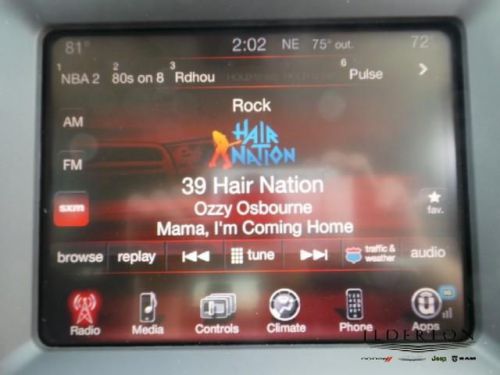 81° 2:02 NE 75° out. 72
1 NBA 2 2 80s on 8 3 Rdhou 6 Pulse
Rock
AM
HAIR NATION
FM
39 Hair Nation
sxm
Ozzy Osbourne
fav.
Mama, I'm Coming Home
browse replay tune traffic & weather audio
Radio Media Controls Climate Phone Apps
ILDERTON
DODGE Jeep RAM